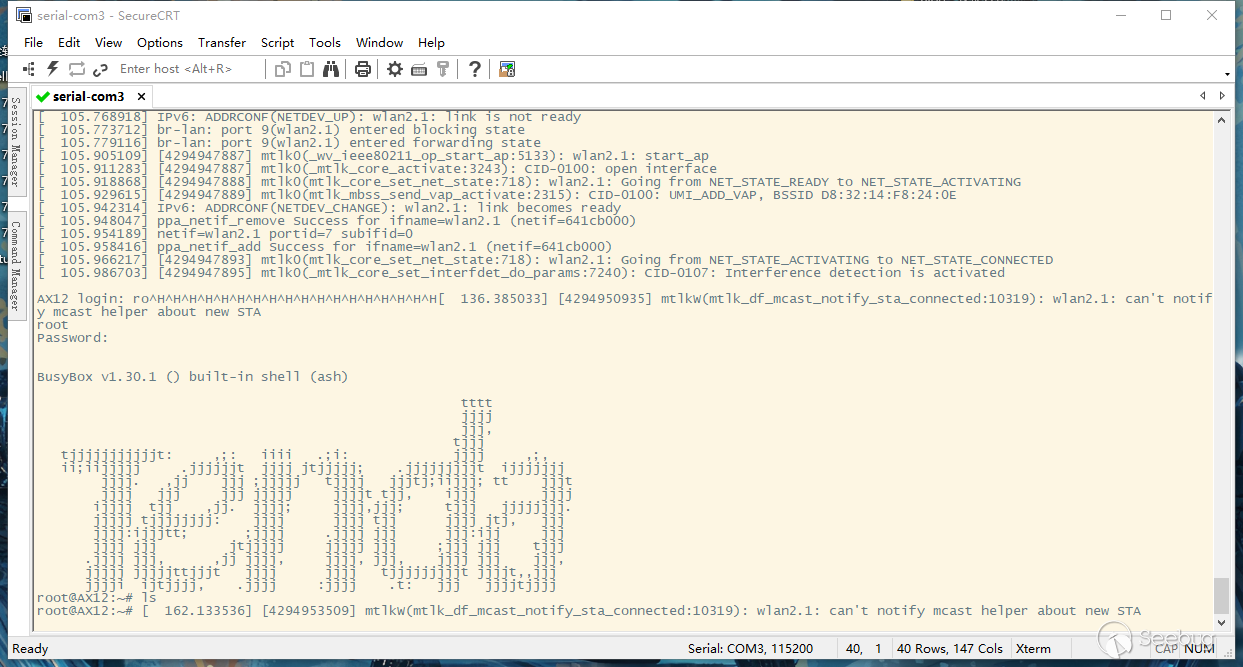 serial-com3 - SecureCRT
File Edit View Options Transfer Script Tools Window Help
Enter host <Alt+R>
serial-com3
Session Manager
Command Manager
[  105.768918] IPv6: ADDRCONF(NETDEV_UP): wlan2.1: link is not ready
[  105.773712] br-lan: port 9(wlan2.1) entered blocking state
[  105.779116] br-lan: port 9(wlan2.1) entered forwarding state
[  105.905109] [4294947887] mtlk0(_wv_ieee80211_op_start_ap:5133): wlan2.1: start_ap
[  105.911283] [4294947887] mtlk0(_mtlk_core_activate:3243): CID-0100: open interface
[  105.918868] [4294947888] mtlk0(mtlk_core_set_net_state:718): wlan2.1: Going from NET_STATE_READY to NET_STATE_ACTIVATING
[  105.929615] [4294947889] mtlk0(mtlk_mbss_send_vap_activate:2315): CID-0100: UMI_ADD_VAP, BSSID D8:32:14:F8:24:0E
[  105.942314] IPv6: ADDRCONF(NETDEV_CHANGE): wlan2.1: link becomes ready
[  105.948047] ppa_netif_remove Success for ifname=wlan2.1 (netif=641cb000)
[  105.954189] netif=wlan2.1 portid=7 subifid=0
[  105.958416] ppa_netif_add Success for ifname=wlan2.1 (netif=641cb000)
[  105.966217] [4294947893] mtlk0(mtlk_core_set_net_state:718): wlan2.1: Going from NET_STATE_ACTIVATING to NET_STATE_CONNECTED
[  105.986703] [4294947895] mtlk0(_mtlk_core_set_interfdet_do_params:7240): CID-0107: Interference detection is activated
AX12 login: ro^H^H^H^H^H^H^H^H^H^H^H^H^H^H^H^H^H^H[  136.385033] [4294950935] mtlkW(mtlk_df_mcast_notify_sta_connected:10319): wlan2.1: can't notif
y mcast helper about new STA
root
Password:
BusyBox v1.30.1 () built-in shell (ash)
Tenda
root@AX12:~# ls
root@AX12:~# [  162.133536] [4294953509] mtlkW(mtlk_df_mcast_notify_sta_connected:10319): wlan2.1: can't notify mcast helper about new STA
Ready
Serial: COM3, 115200
40, 1
40 Rows, 147 Cols
Xterm
CAP NUM
Seebug